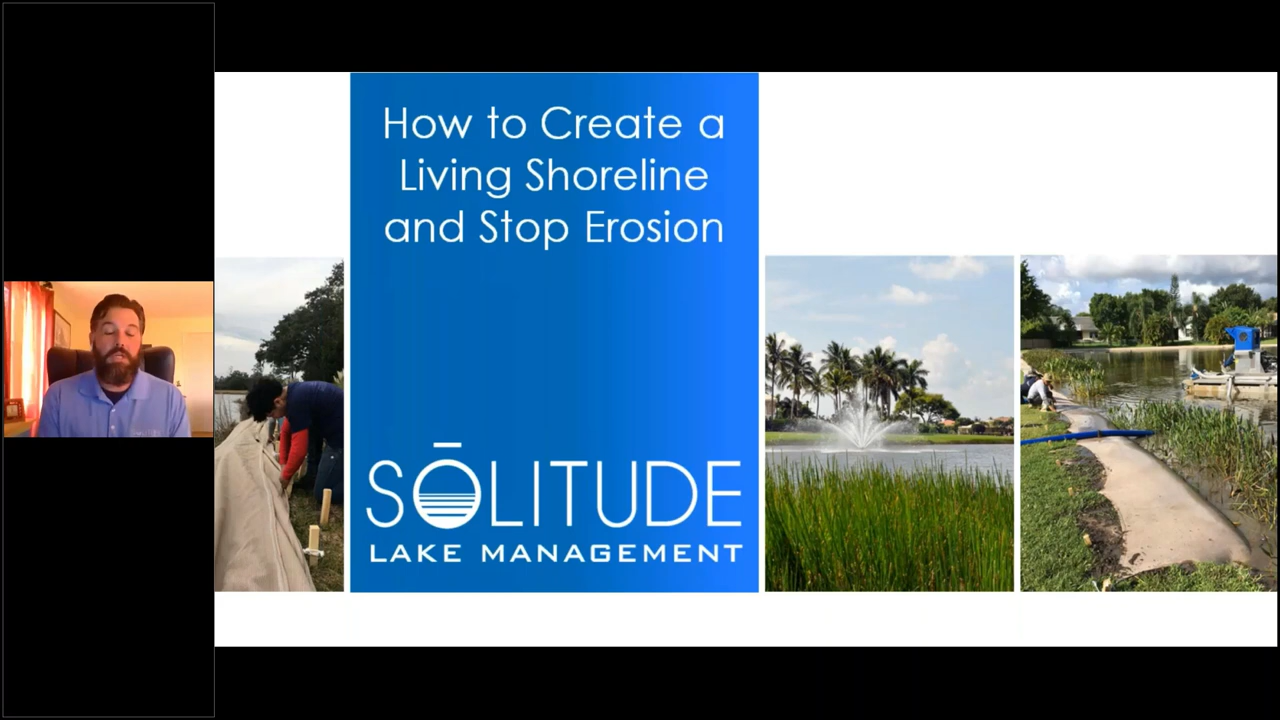 How to Create a
Living Shoreline
and Stop Erosion
SŌLITUDE
LAKE MANAGEMENT